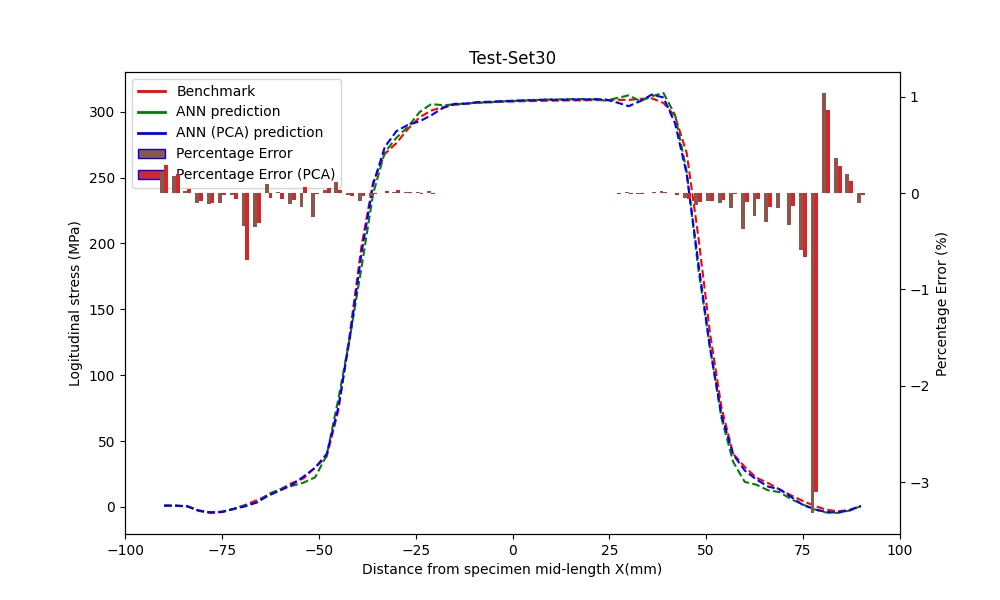 Test-Set30
Benchmark
ANN prediction
ANN (PCA) prediction
Percentage Error
Percentage Error (PCA)
Logitudinal stress (MPa)
300
250
200
150
100
50
0
1
0
−1
−2
−3
Percentage Error (%)
−100 −75 −50 −25 0 25 50 75 100
Distance from specimen mid-length X(mm)